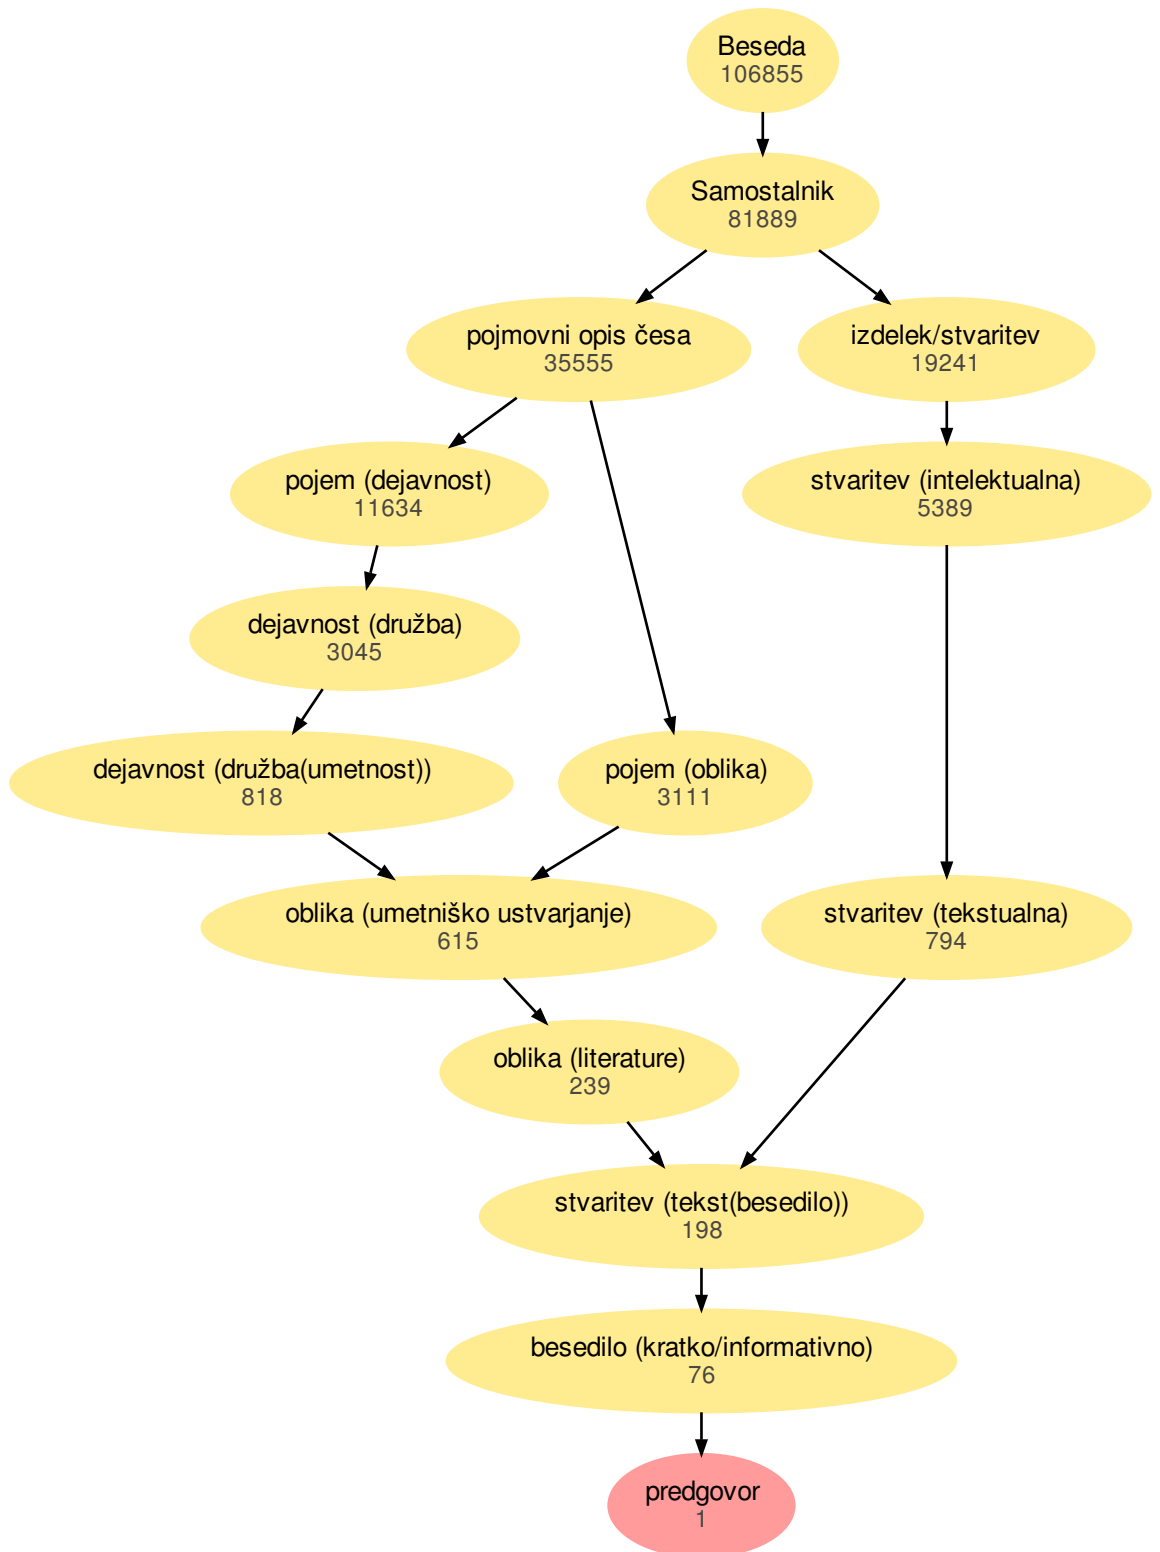 Beseda
106855
Samostalnik
81889
pojmovni opis česa
35555
izdelek/stvaritev
19241
pojem (dejavnost)
11634
stvaritev (intelektualna)
5389
dejavnost (družba)
3045
dejavnost (družba(umetnost))
818
pojem (oblika)
3111
oblika (umetniško ustvarjanje)
615
stvaritev (tekstualna)
794
oblika (literature)
239
stvaritev (tekst(besedilo))
198
besedilo (kratko/informativno)
76
predgovor
1